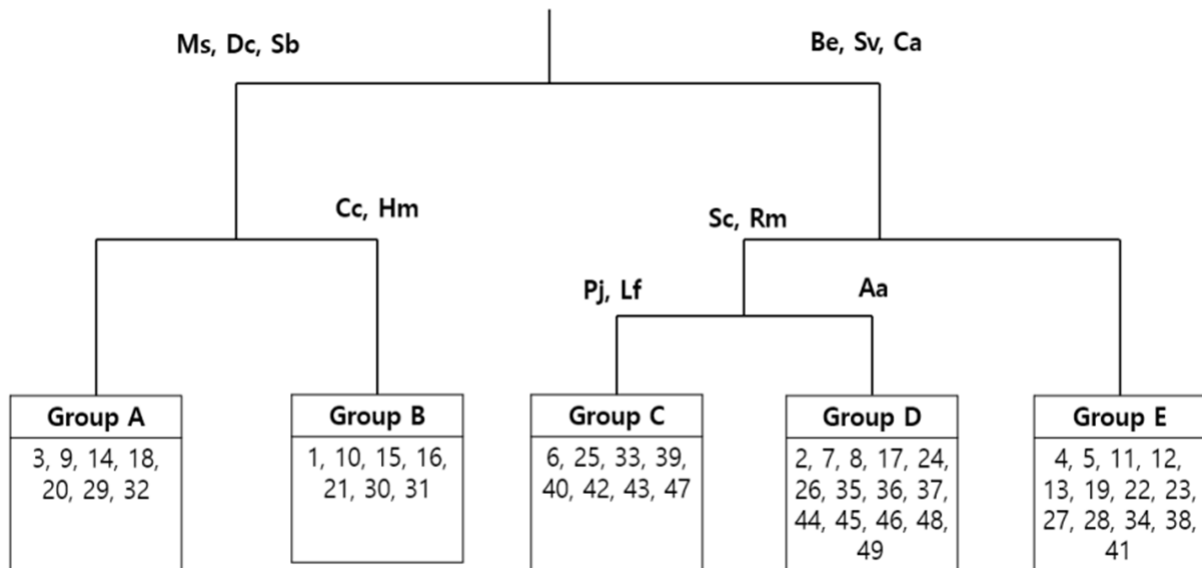 Ms, Dc, Sb
Be, Sv, Ca
Cc, Hm
Sc, Rm
Pj, Lf
Aa
Group A
3, 9, 14, 18,
20, 29, 32
Group B
1, 10, 15, 16,
21, 30, 31
Group C
6, 25, 33, 39,
40, 42, 43, 47
Group D
2, 7, 8, 17, 24,
26, 35, 36, 37,
44, 45, 46, 48,
49
Group E
4, 5, 11, 12,
13, 19, 22, 23,
27, 28, 34, 38,
41